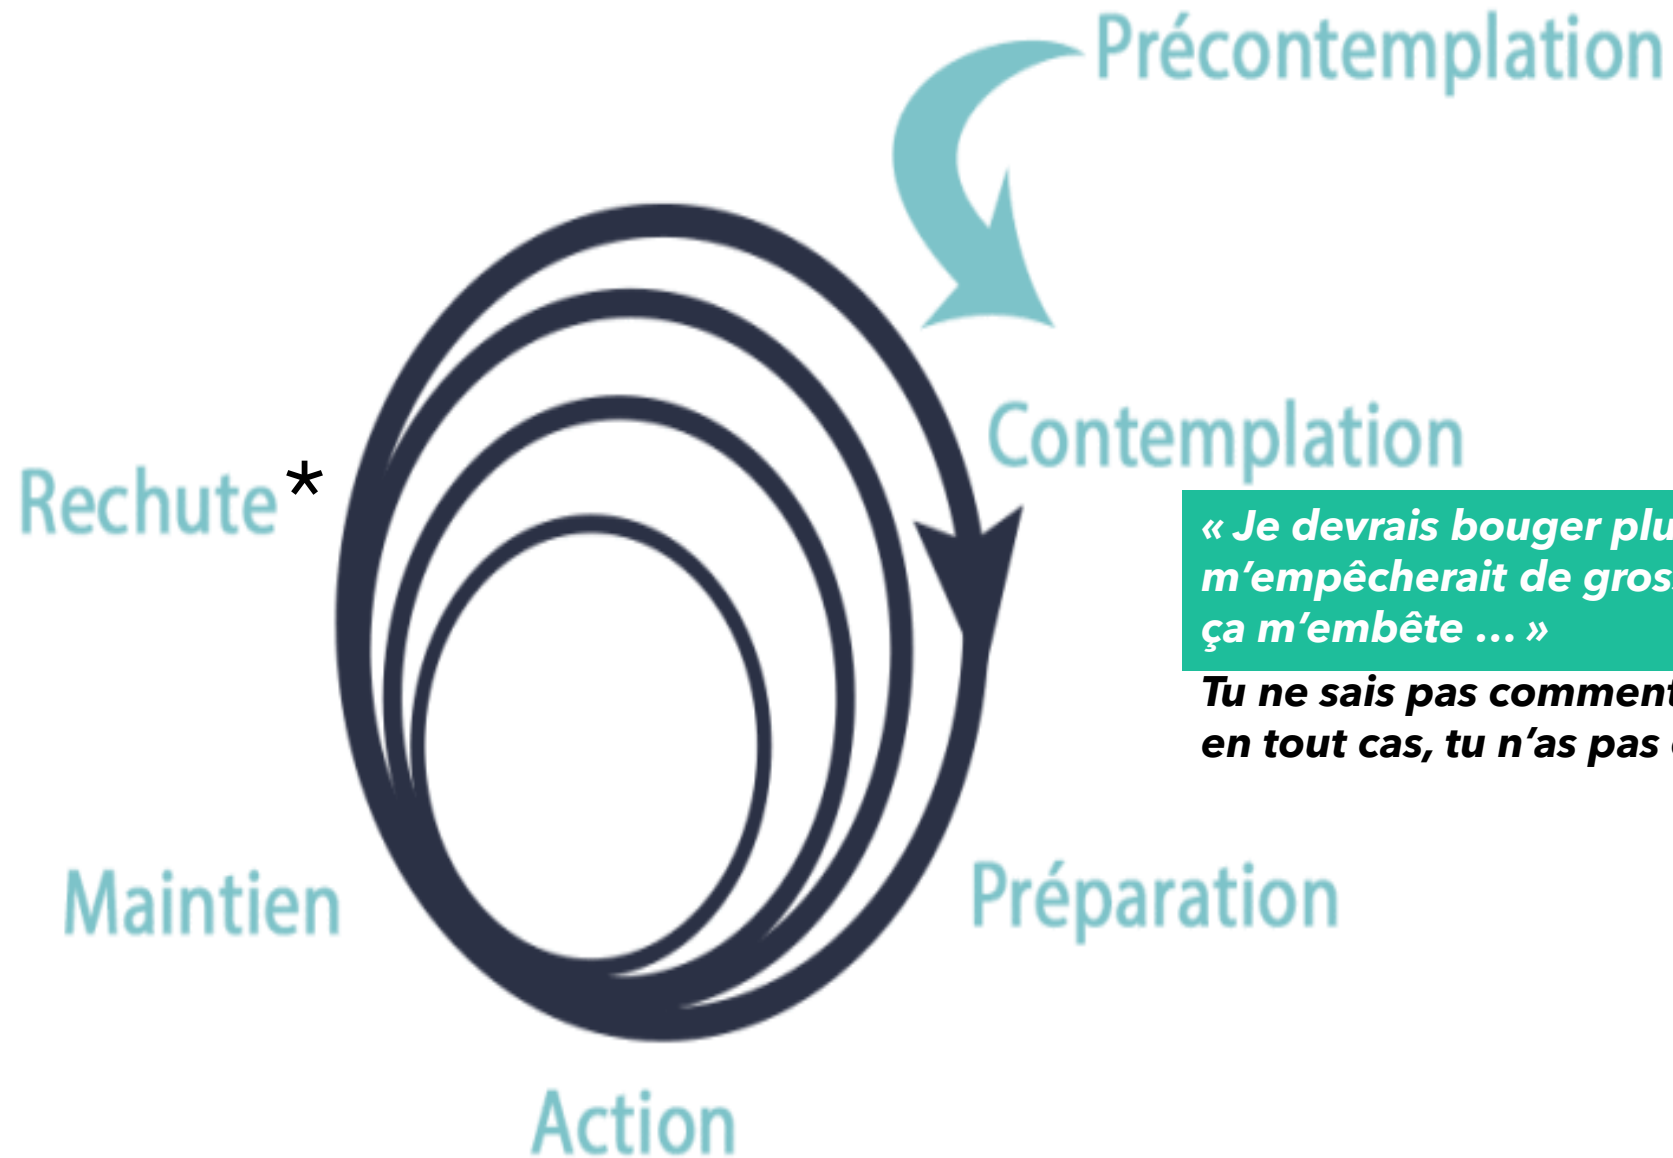 Précontemplation
Contemplation
Rechute*
« Je devrais bouger plu
m’empêcherait de gros
ça m’embête … »
Tu ne sais pas comment
en tout cas, tu n’as pas
Préparation
Maintien
Action